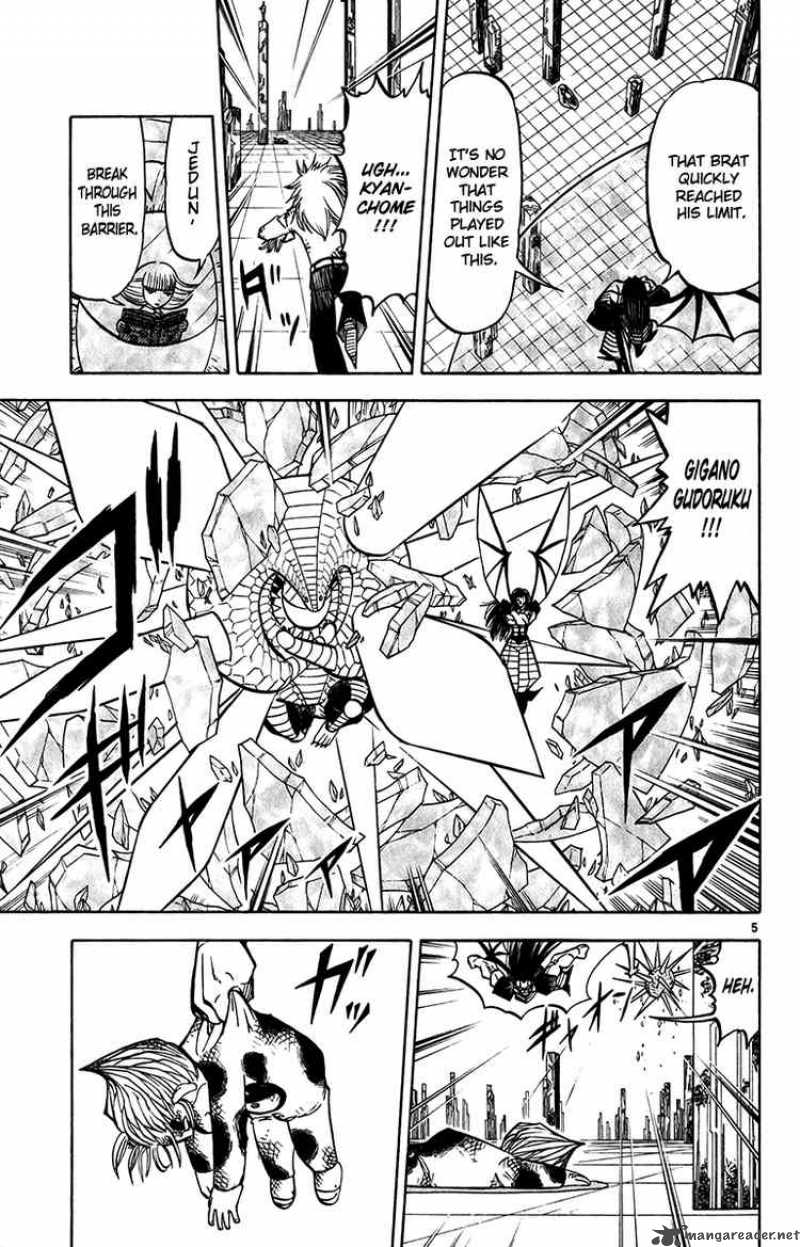 THAT BRAT
QUICKLY
REACHED
HIS LIMIT.
IT'S NO
WONDER
THAT
THINGS
PLAYED
OUT LIKE
THIS.
UGH...
KYAN-
CHOME
!!!
JEDUN,
BREAK
THROUGH
THIS
BARRIER.
GIGANO
GUDORUKU
!!!
5
HEH.
mangareader.net